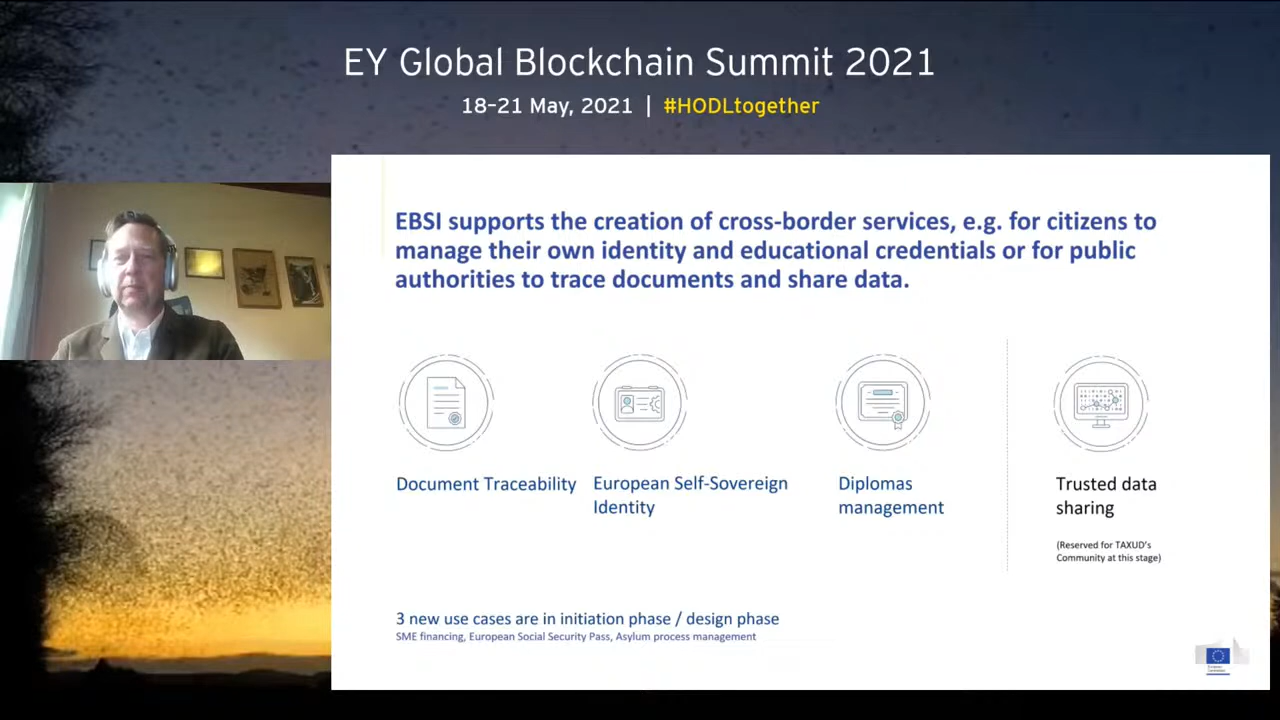 EY Global Blockchain Summit 2021
18–21 May, 2021 | #HODLtogether
EBSI supports the creation of cross-border services, e.g. for citizens to
manage their own identity and educational credentials or for public
authorities to trace documents and share data.
Document Traceability
European Self-Sovereign
Identity
Diplomas
management
Trusted data
sharing
(Reserved for TAXUD's
Community at this stage)
3 new use cases are in initiation phase / design phase
SME financing, European Social Security Pass, Asylum process management